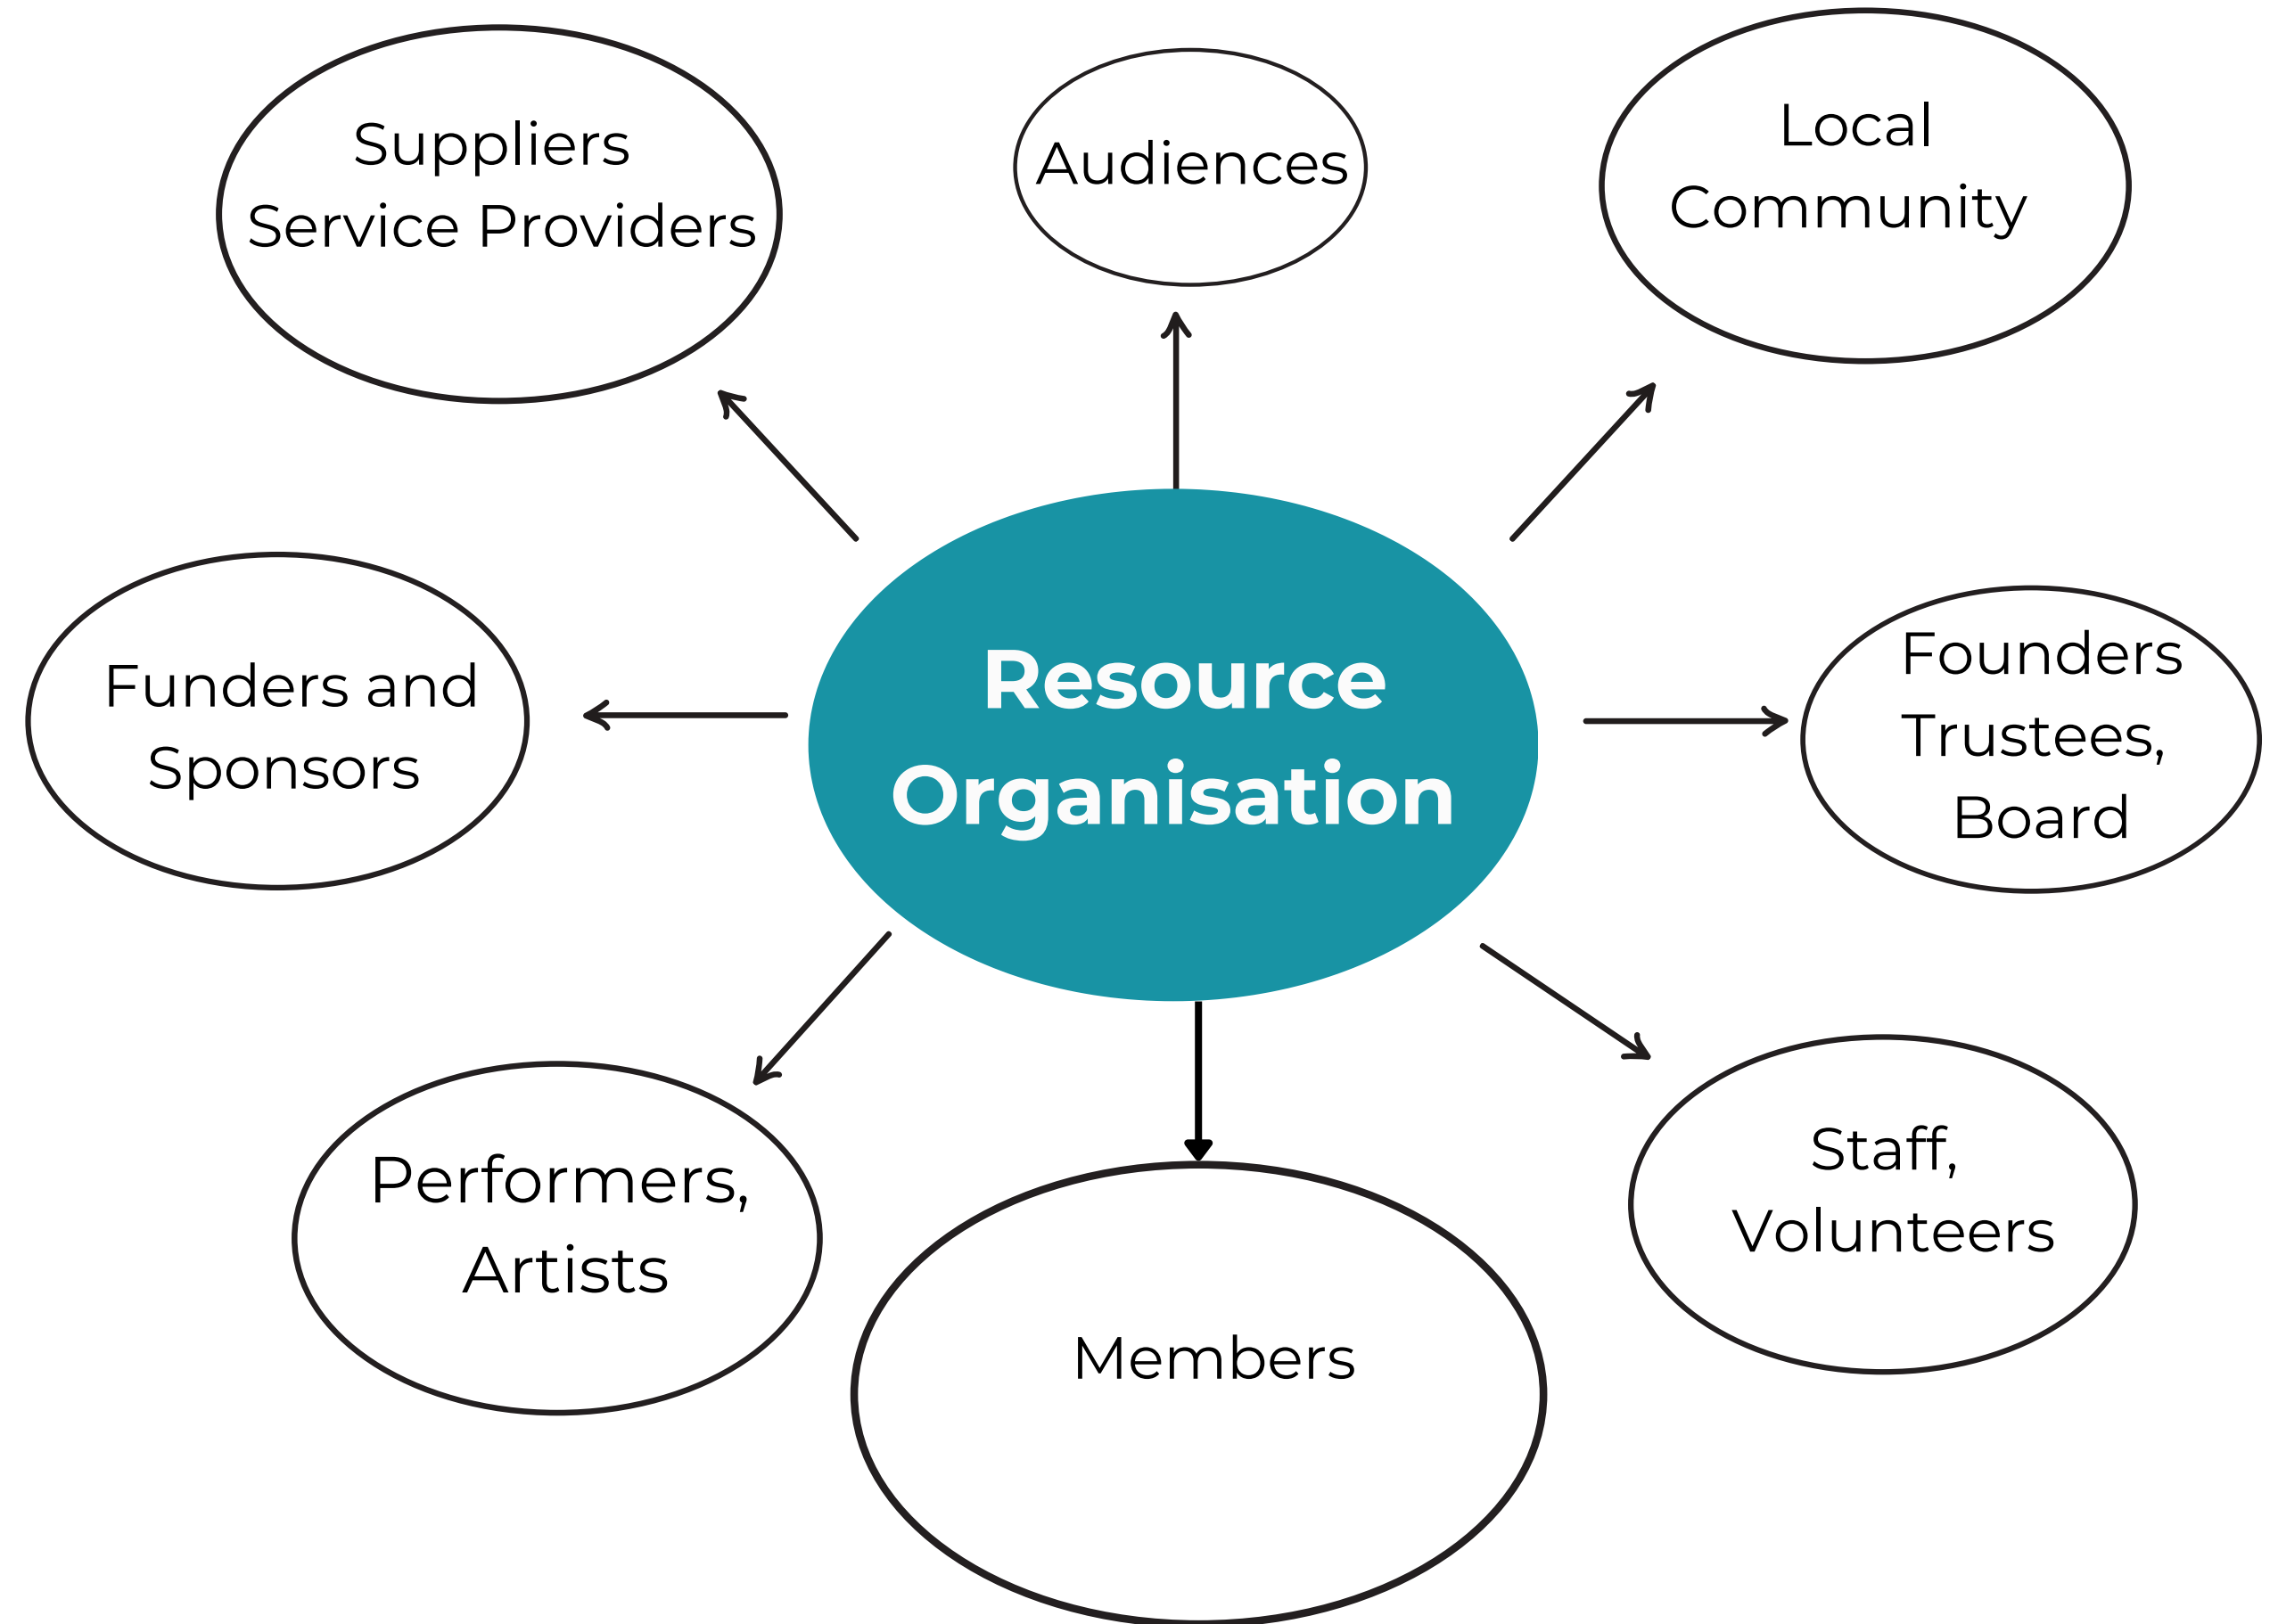 Suppliers
Service Providers
Audiences
Local
Community
Funders and
Sponsors
Resource
Organisation
Founders
Trustees,
Board
Performers,
Artists
Members
Staff,
Volunteers